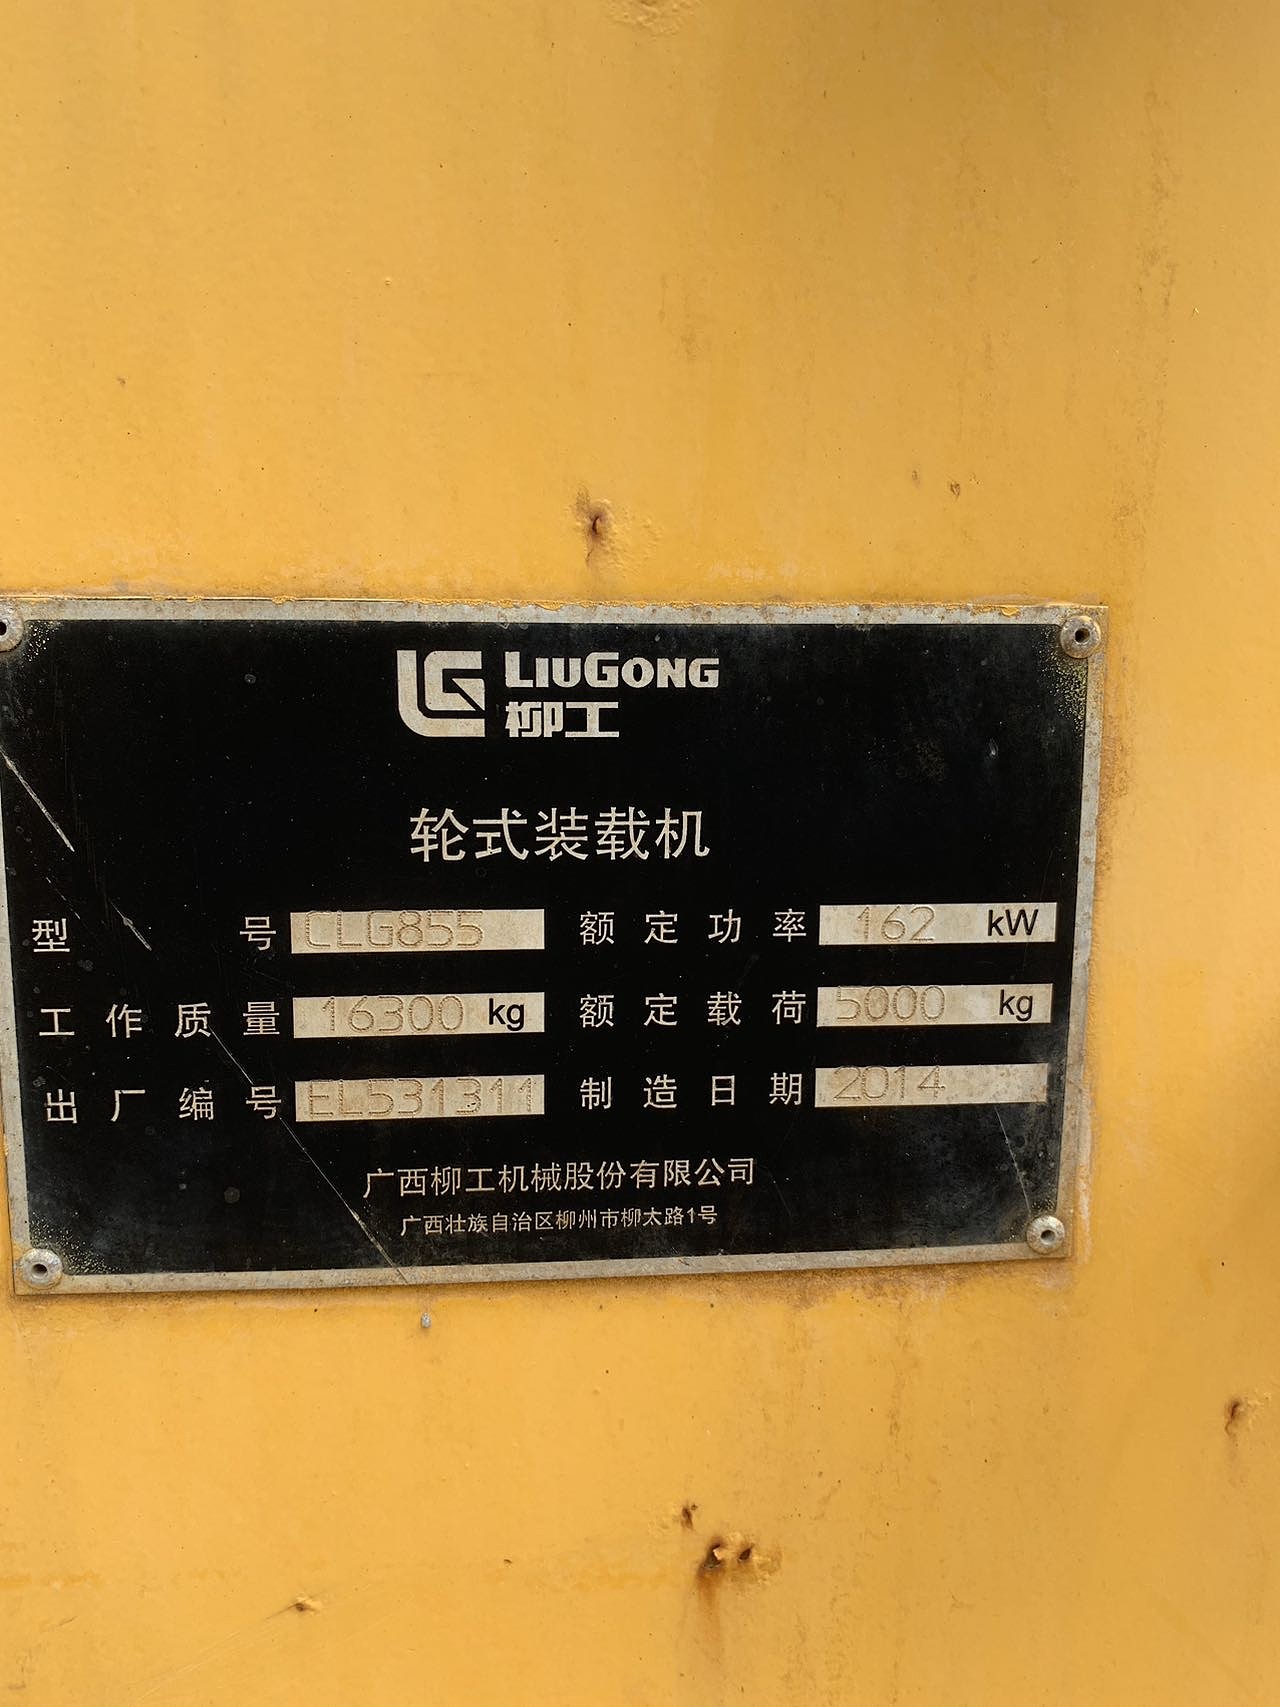 LG LIUGONG
柳工
轮式装载机
型号 CLG855 额定功率 162 kW
工作质量 16300 kg 额定载荷 5000 kg
出厂编号 EL531311 制造日期 2014
广西柳工机械股份有限公司
广西壮族自治区柳州市柳太路1号